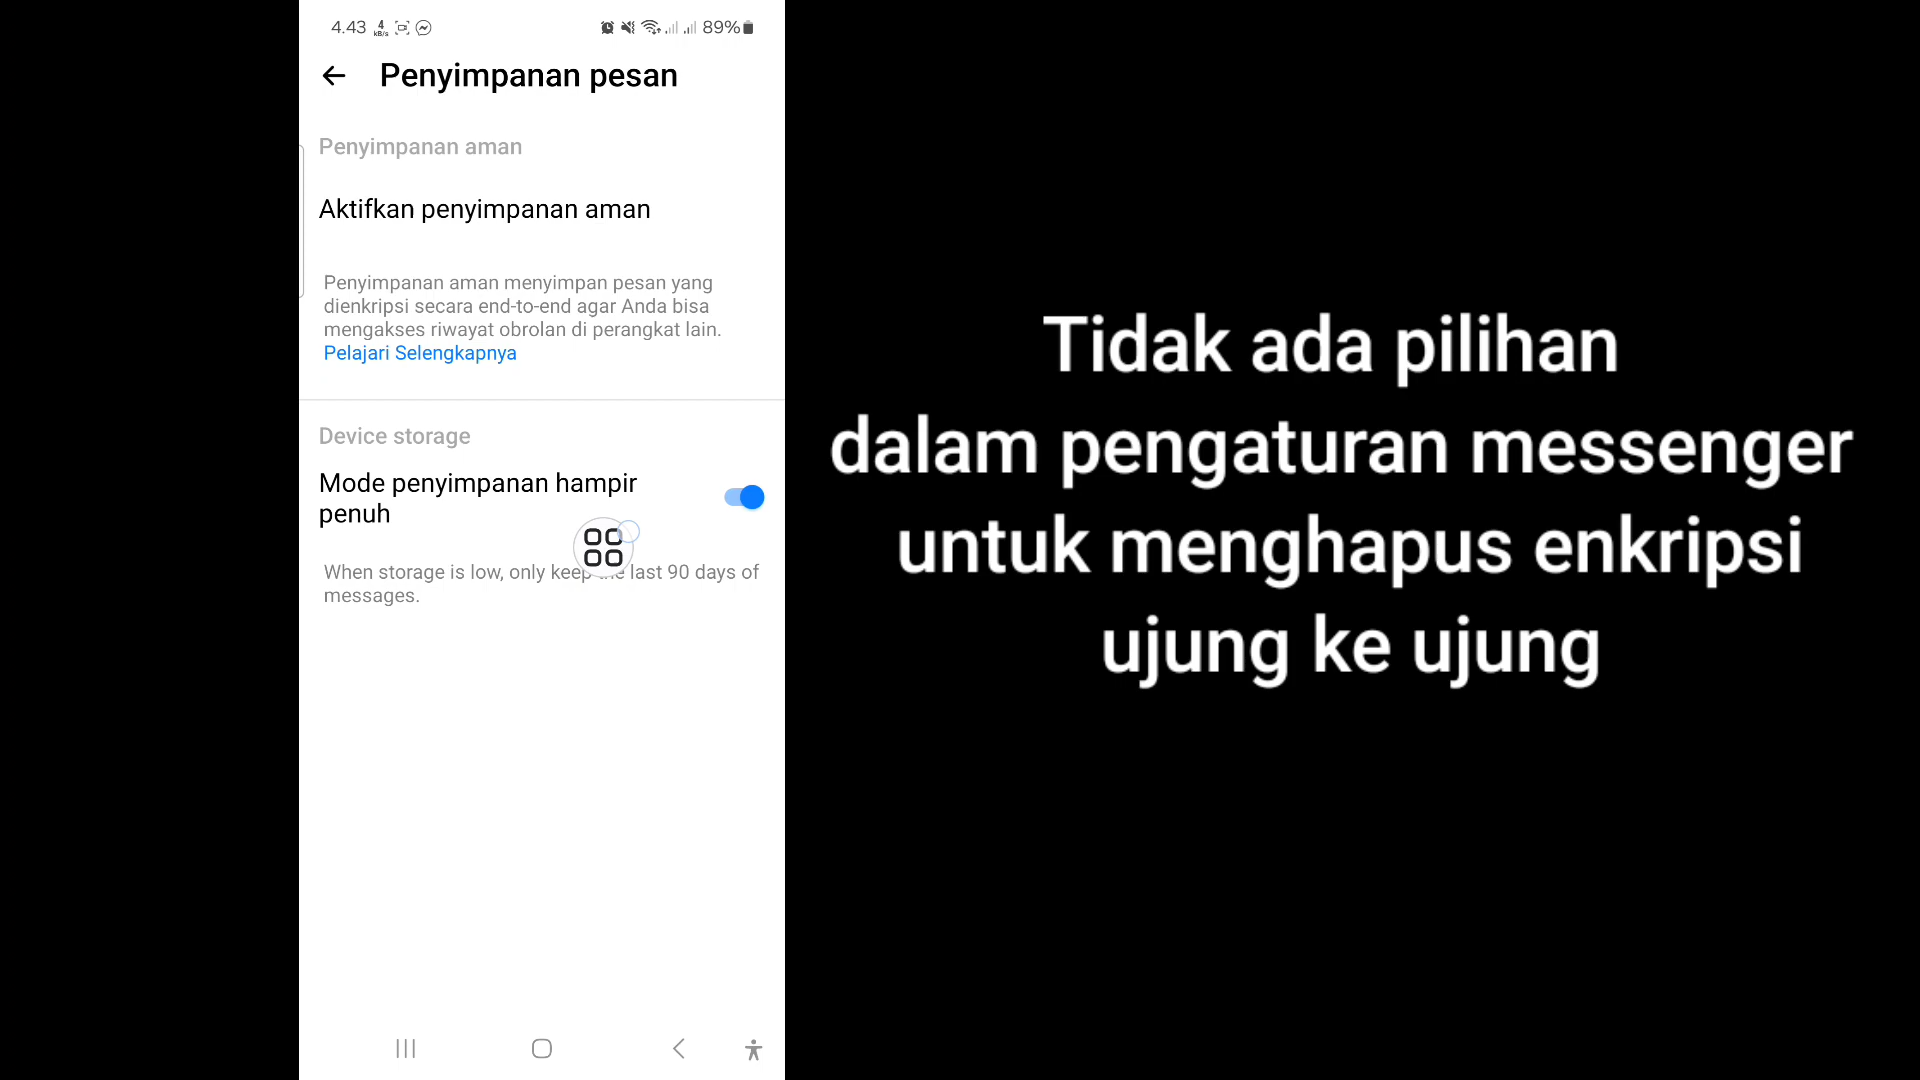 4.43 4 kB/s 89%
Penyimpanan pesan
Penyimpanan aman
Aktifkan penyimpanan aman
Penyimpanan aman menyimpan pesan yang
dienkripsi secara end-to-end agar Anda bisa
mengakses riwayat obrolan di perangkat lain.
Pelajari Selengkapnya
Device storage
Mode penyimpanan hampir
penuh
When storage is low, only keep the last 90 days of
messages.
Tidak ada pilihan
dalam pengaturan messenger
untuk menghapus enkripsi
ujung ke ujung